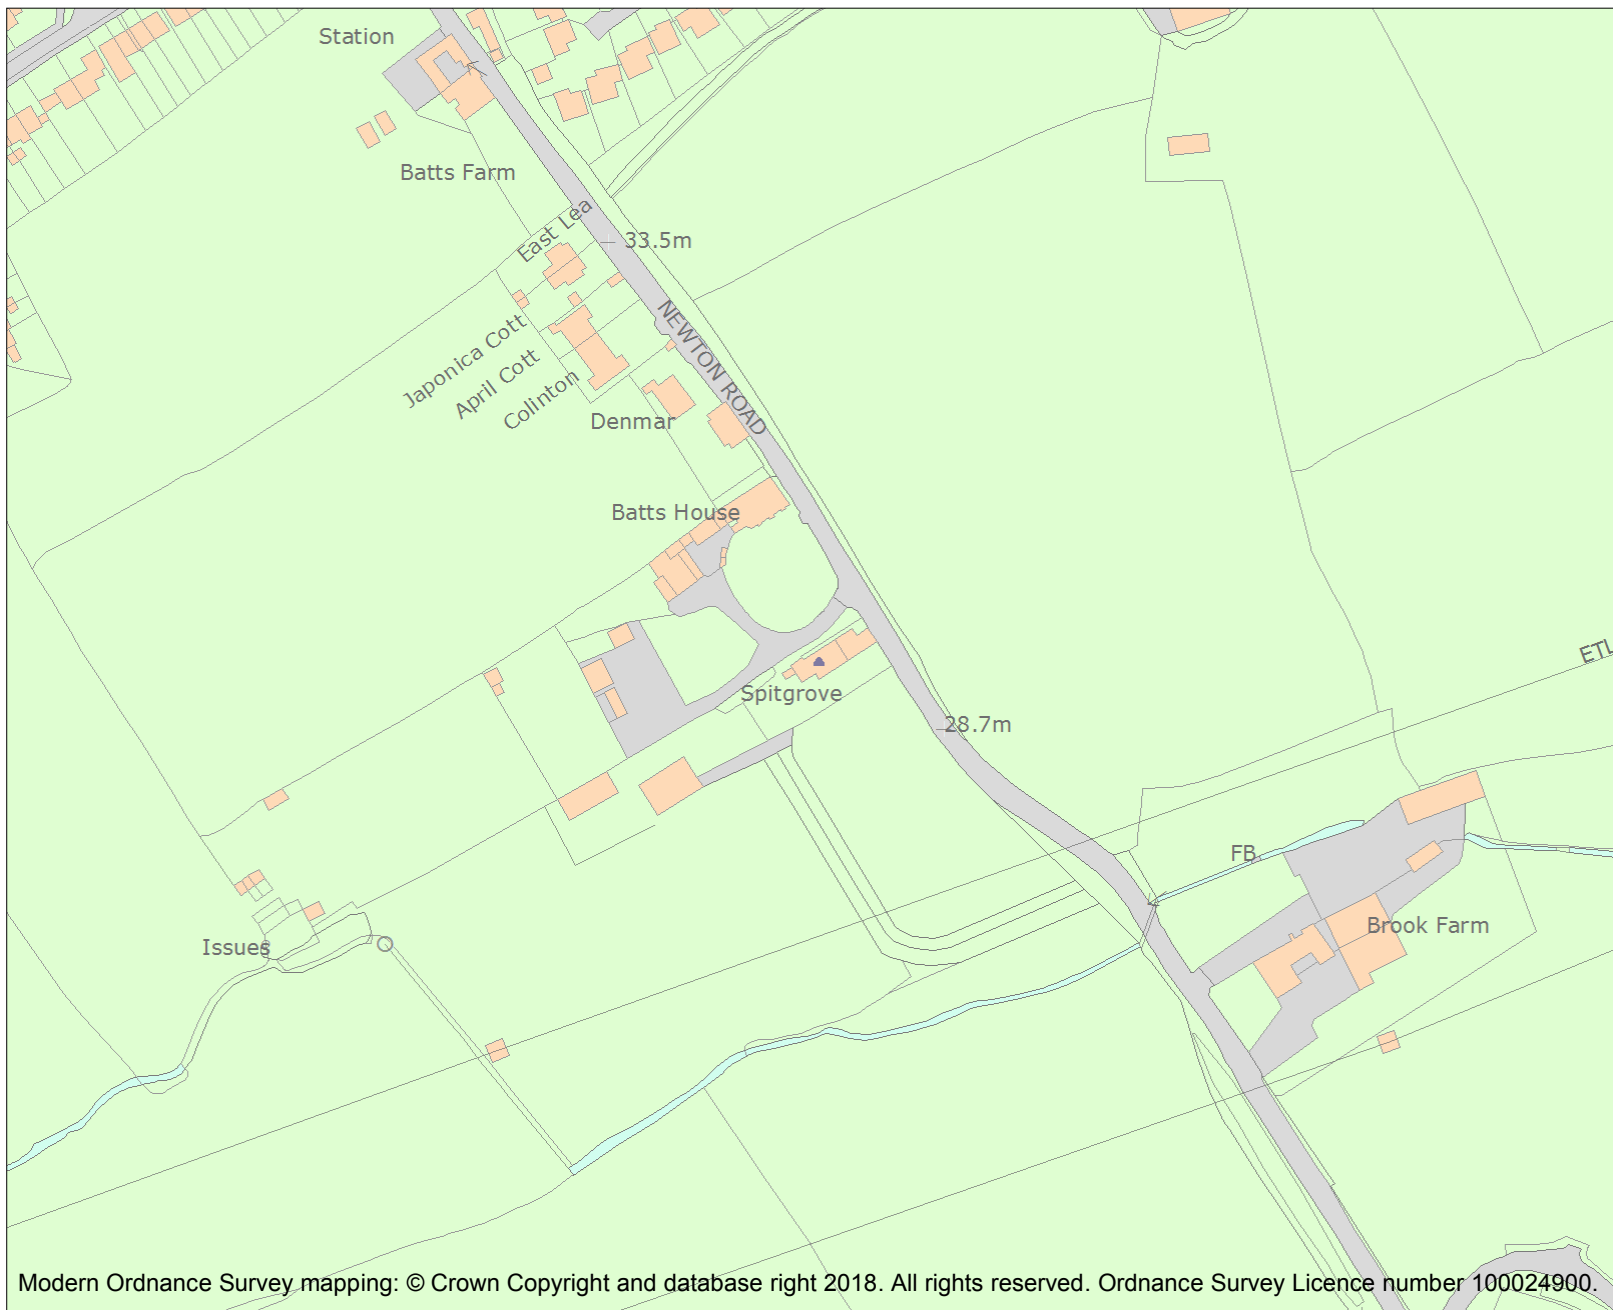 Station
Batts Farm
East Lea
33.5m
NEWTON ROAD
Japonica Cott
April Cott
Colinton
Denmar
Batts House
ETL
Spitgrove
28.7m
FB
Brook Farm
Issues
Modern Ordnance Survey mapping: © Crown Copyright and database right 2018. All rights reserved. Ordnance Survey Licence number 100024900.